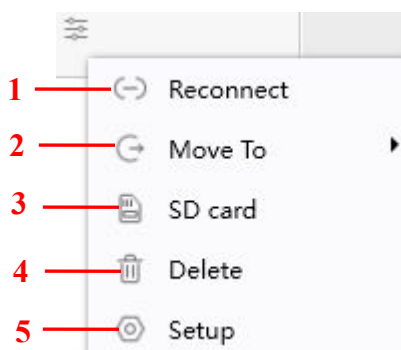 1 Reconnect
2 Move To
3 SD card
4 Delete
5 Setup